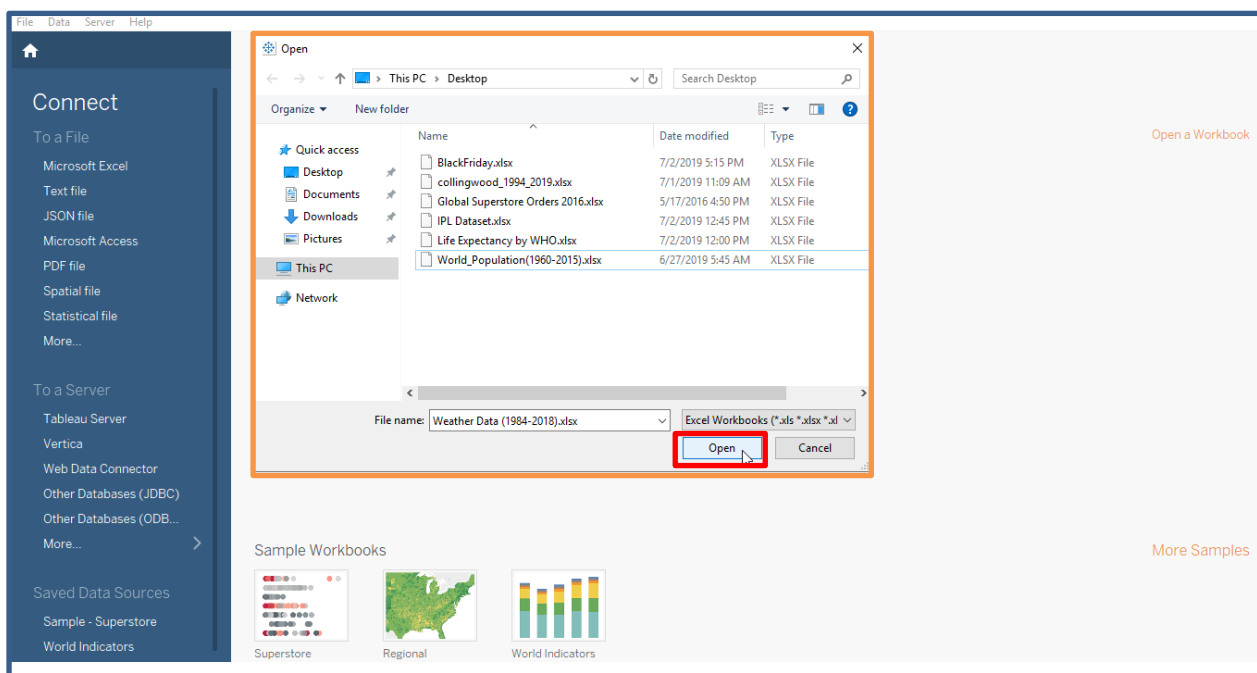 File Data Server Help
Open
This PC > Desktop
Search Desktop
Organize
New folder
Name
Date modified
Type
Quick access
Desktop
Documents
Downloads
Pictures
This PC
Network
BlackFriday.xlsx 7/2/2019 5:15 PM XLSX File
collingwood_1994_2019.xlsx 7/1/2019 11:09 AM XLSX File
Global Superstore Orders 2016.xlsx 5/17/2016 4:50 PM XLSX File
IPL Dataset.xlsx 7/2/2019 12:45 PM XLSX File
Life Expectancy by WHO.xlsx 7/2/2019 12:00 PM XLSX File
World_Population(1960-2015).xlsx 6/27/2019 5:45 AM XLSX File
File name: Weather Data (1984-2018).xlsx
Excel Workbooks (*.xls *.xlsx *.xl
Open
Cancel
Connect
To a File
Microsoft Excel
Text file
JSON file
Microsoft Access
PDF file
Spatial file
Statistical file
More...
To a Server
Tableau Server
Vertica
Web Data Connector
Other Databases (JDBC)
Other Databases (ODB...
More...
Saved Data Sources
Sample - Superstore
World Indicators
Open a Workbook
Sample Workbooks
More Samples
Superstore
Regional
World Indicators